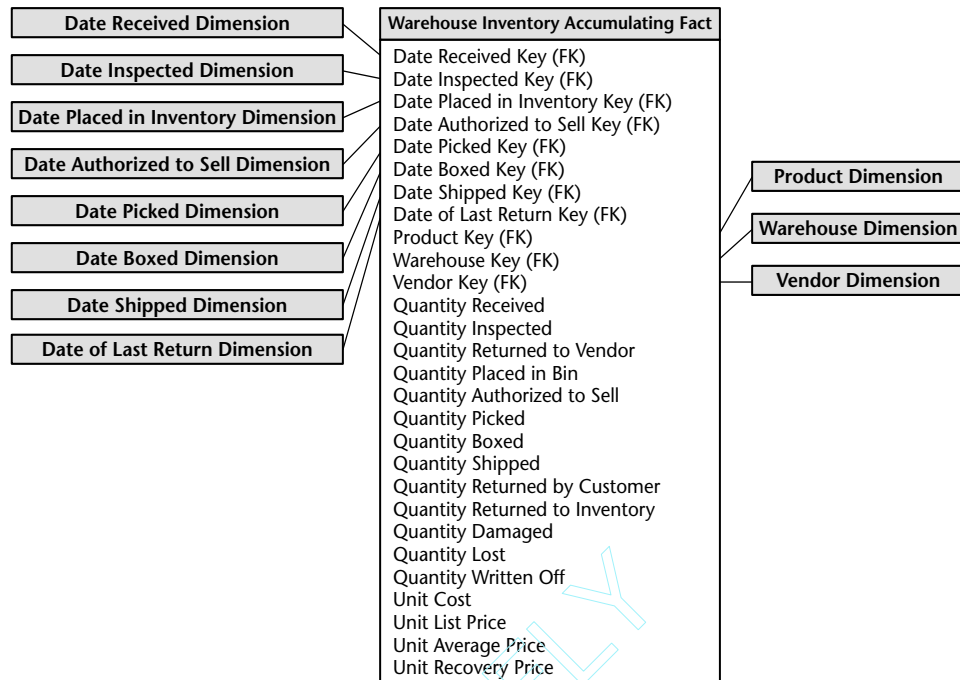 Date Received Dimension
Date Inspected Dimension
Date Placed in Inventory Dimension
Date Authorized to Sell Dimension
Date Picked Dimension
Date Boxed Dimension
Date Shipped Dimension
Date of Last Return Dimension
Warehouse Inventory Accumulating Fact
Date Received Key (FK)
Date Inspected Key (FK)
Date Placed in Inventory Key (FK)
Date Authorized to Sell Key (FK)
Date Picked Key (FK)
Date Boxed Key (FK)
Date Shipped Key (FK)
Date of Last Return Key (FK)
Product Key (FK)
Warehouse Key (FK)
Vendor Key (FK)
Quantity Received
Quantity Inspected
Quantity Returned to Vendor
Quantity Placed in Bin
Quantity Authorized to Sell
Quantity Picked
Quantity Boxed
Quantity Shipped
Quantity Returned by Customer
Quantity Returned to Inventory
Quantity Damaged
Quantity Lost
Quantity Written Off
Unit Cost
Unit List Price
Unit Average Price
Unit Recovery Price
Product Dimension
Warehouse Dimension
Vendor Dimension